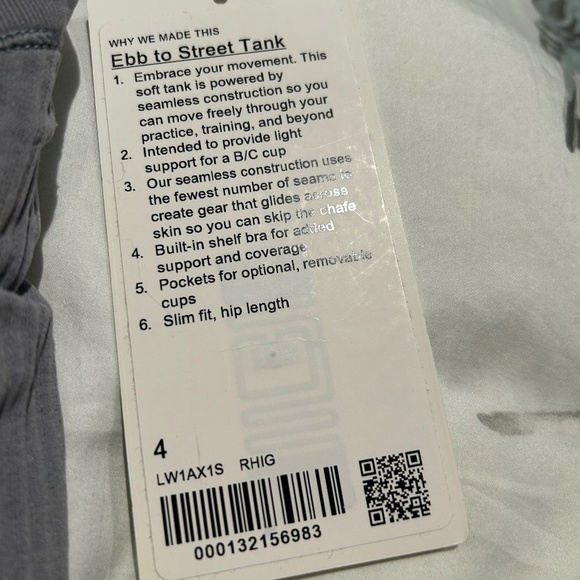 WHY WE MADE THIS
Ebb to Street Tank
1. Embrace your movement. This
soft tank is powered by
seamless construction so you
can move freely through your
practice, training, and beyond
2. Intended to provide light
support for a B/C cup
3. Our seamless construction uses
the fewest number of seams to
create gear that glides across
skin so you can skip the chafe
4. Built-in shelf bra for added
support and coverage
5. Pockets for optional, removable
cups
6. Slim fit, hip length
4
LW1AX1S RHIG
000132156983